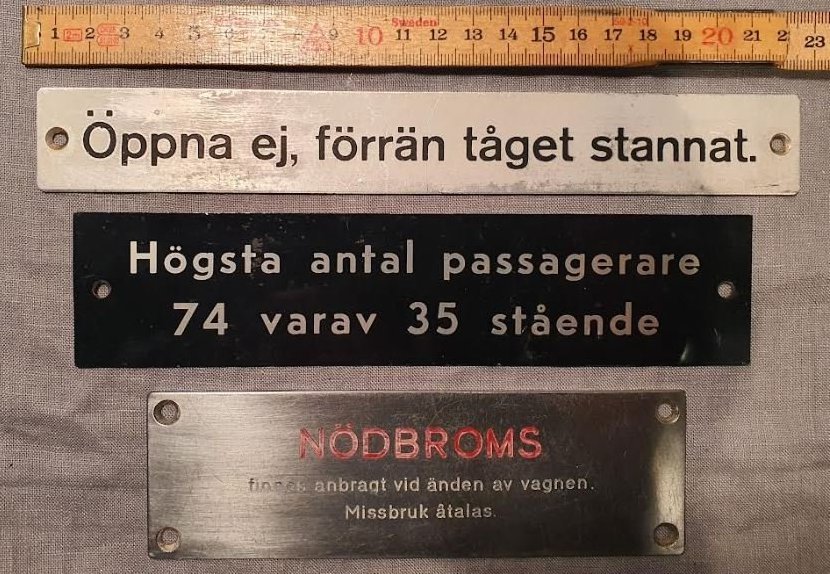 1 2 3 4 5 6 8 9 10 11 12 13 14 15 16 17 18 19 20 21 23
Sweden
Öppna ej, förrän tåget stannat.
Högsta antal passagerare
74 varav 35 stående
NÖDBROMS
finnes anbragt vid änden av vagnen.
Missbruk åtalas.